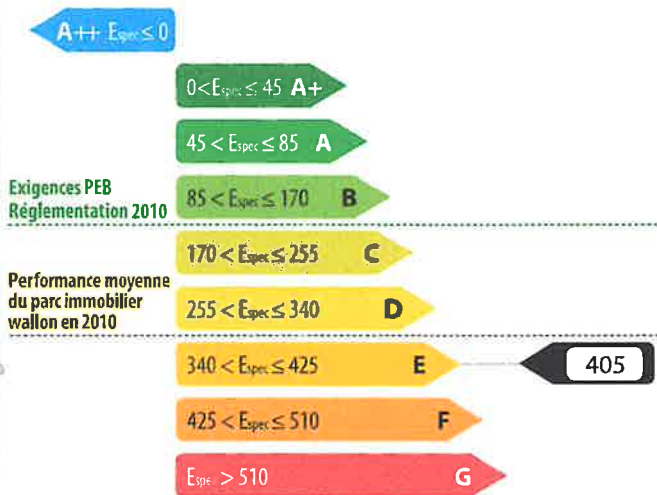 A++ Espec ≤ 0
0 < Espec ≤ 45 A+
45 < Espec ≤ 85 A
Exigences PEB
Réglementation 2010
85 < Espec ≤ 170 B
170 < Espec ≤ 255 C
Performance moyenne
du parc immobilier
wallon en 2010
255 < Espec ≤ 340 D
340 < Espec ≤ 425 E
405
425 < Espec ≤ 510 F
Espec > 510 G